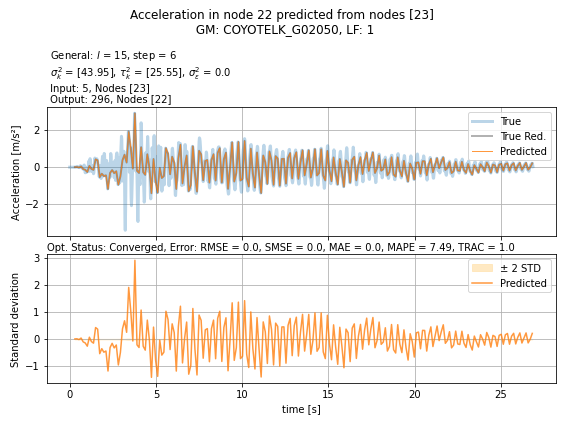 Acceleration in node 22 predicted from nodes [23]
GM: COYOTELK_G02050, LF: 1
General: l = 15, step = 6
σ²ₖ = [43.95], τ²ₖ = [25.55], σ²ₑ = 0.0
Input: 5, Nodes [23]
Output: 296, Nodes [22]
Acceleration [m/s²]
2
0
−2
True
True Red.
Predicted
Opt. Status: Converged, Error: RMSE = 0.0, SMSE = 0.0, MAE = 0.0, MAPE = 7.49, TRAC = 1.0
Standard deviation
3
2
1
0
−1
± 2 STD
Predicted
0 5 10 15 20 25
time [s]